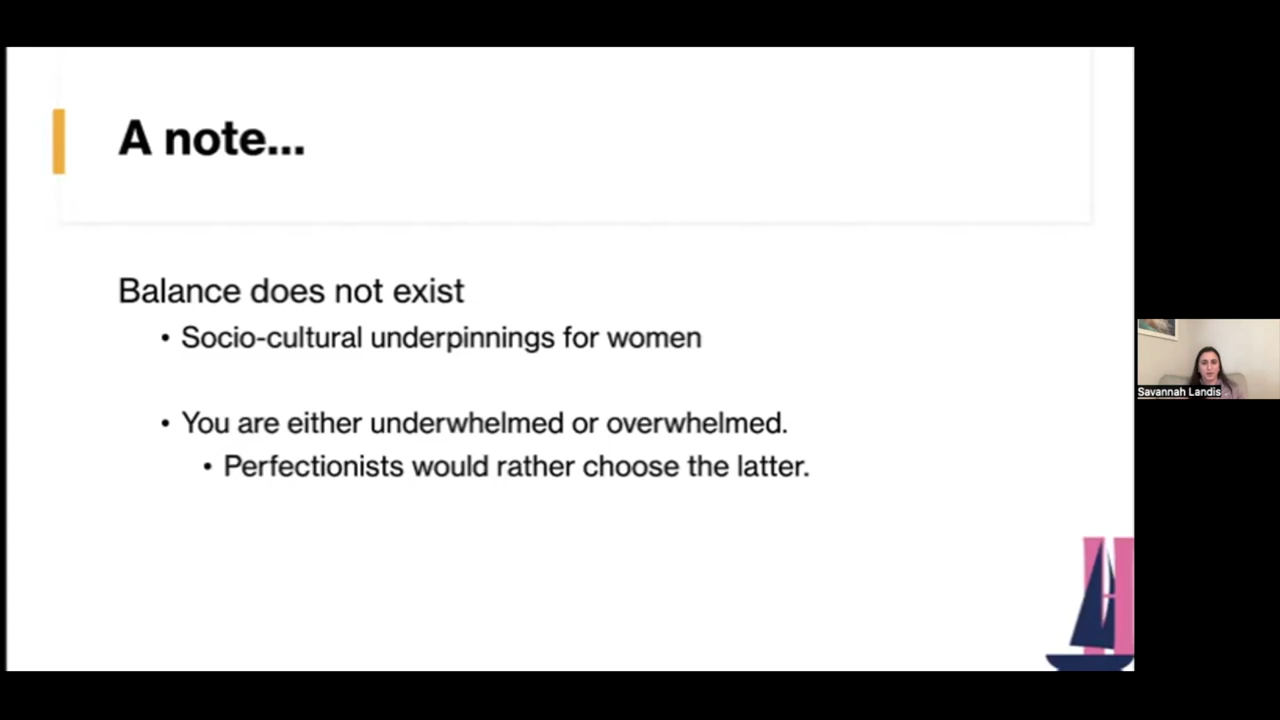 A note...
Balance does not exist
• Socio-cultural underpinnings for women
• You are either underwhelmed or overwhelmed.
• Perfectionists would rather choose the latter.
H
Savannah Landis